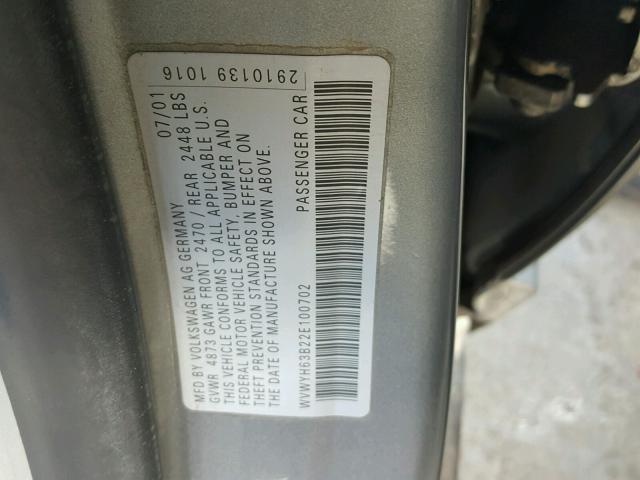 2910139 1016
07/01
MFD BY VOLKSWAGEN AG GERMANY
GVWR 4873 GAWR FRONT 2470 / REAR 2448 LBS
THIS VEHICLE CONFORMS TO ALL APPLICABLE U.S.
FEDERAL MOTOR VEHICLE SAFETY, BUMPER AND
THEFT PREVENTION STANDARDS IN EFFECT ON
THE DATE OF MANUFACTURE SHOWN ABOVE.
WVWYH63B22E100702 PASSENGER CAR